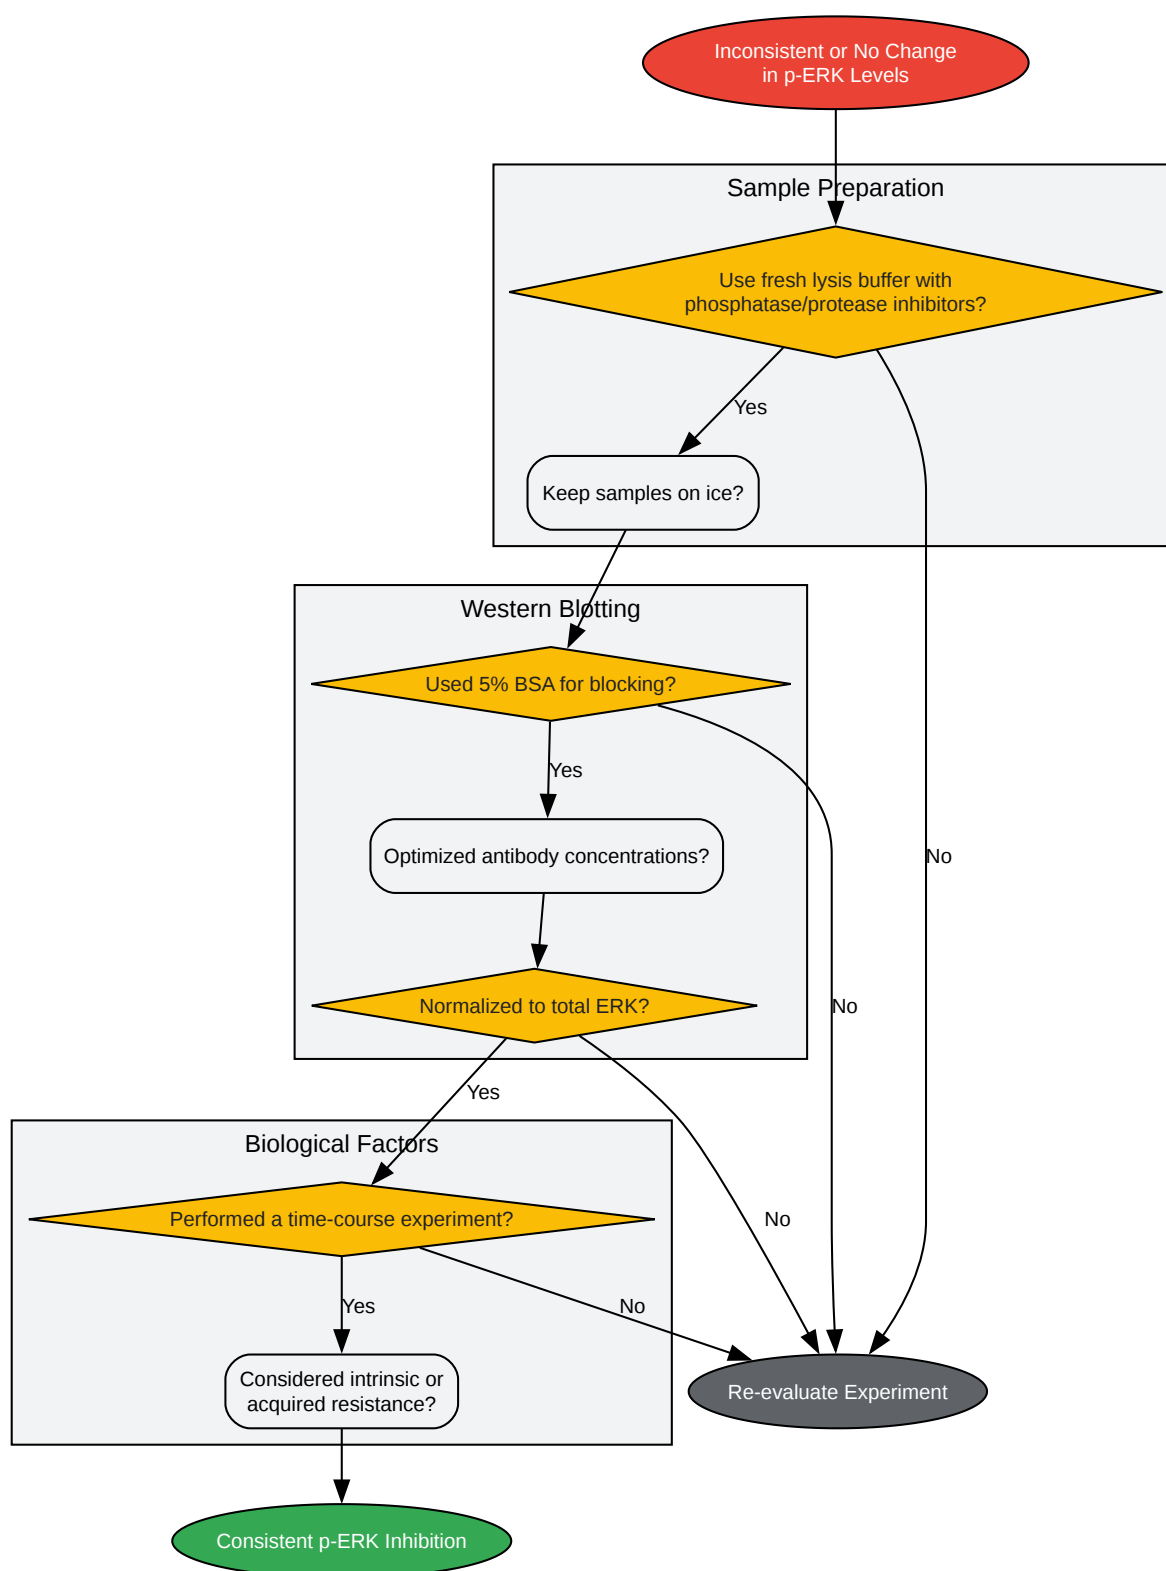 Inconsistent or No Change
in p-ERK Levels
Sample Preparation
Use fresh lysis buffer with
phosphatase/protease inhibitors?
Yes
Keep samples on ice?
Western Blotting
Used 5% BSA for blocking?
Yes
Optimized antibody concentrations?
No
Normalized to total ERK?
No
Yes
Biological Factors
Performed a time-course experiment?
No
Yes
No
Considered intrinsic or
acquired resistance?
Re-evaluate Experiment
Consistent p-ERK Inhibition